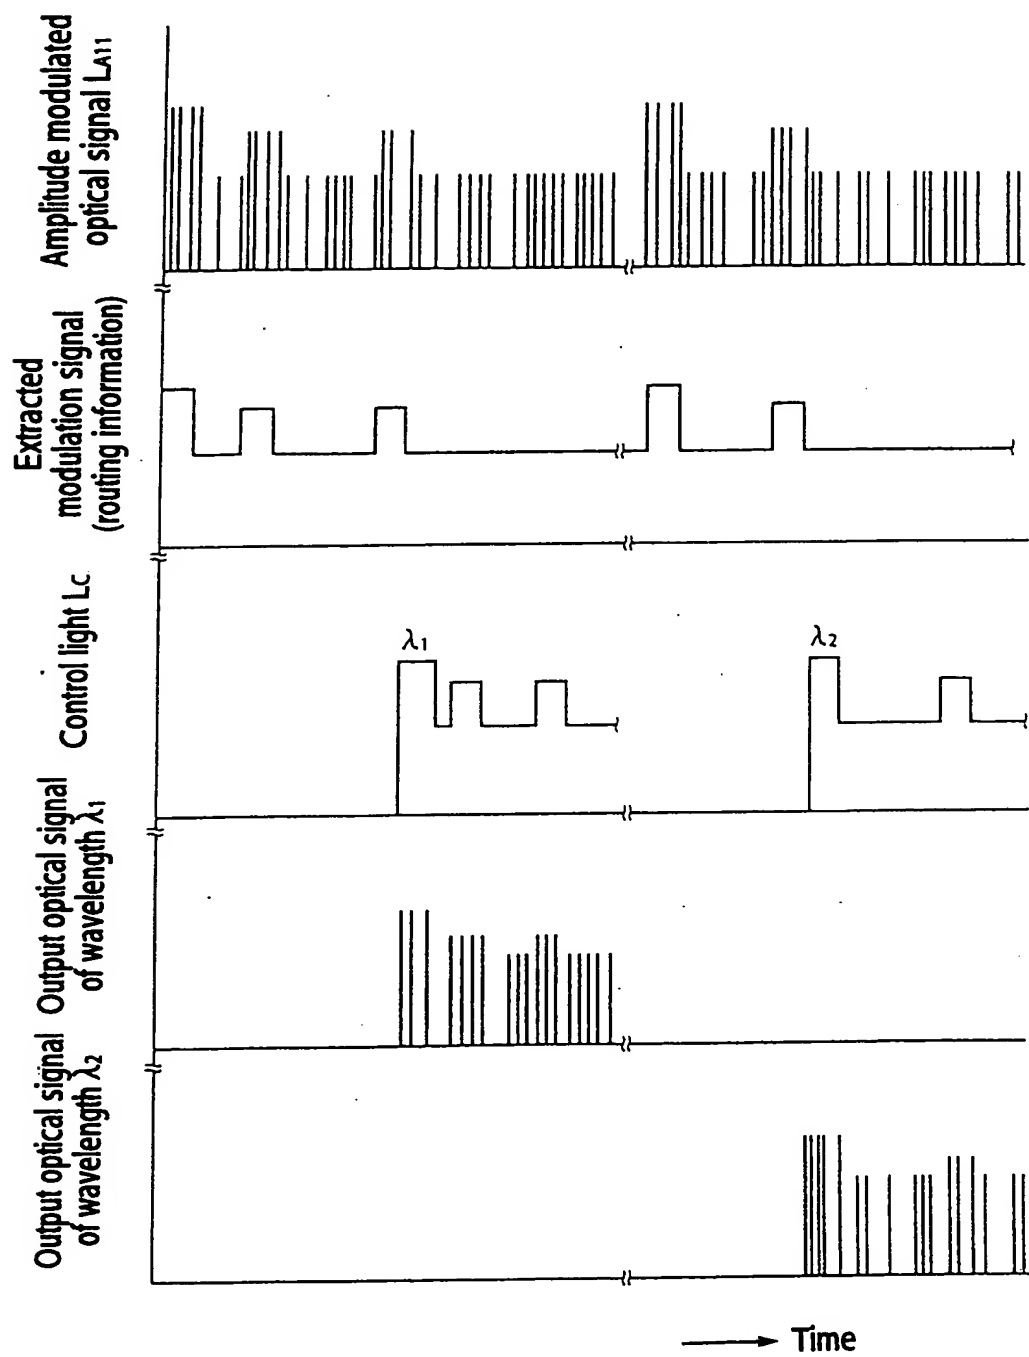 Amplitude modulated
optical signal LA11
Extracted
modulation signal
(routing information)
Control light Lc
λ1
λ2
Output optical signal
of wavelength λ1
Output optical signal
of wavelength λ2
Time